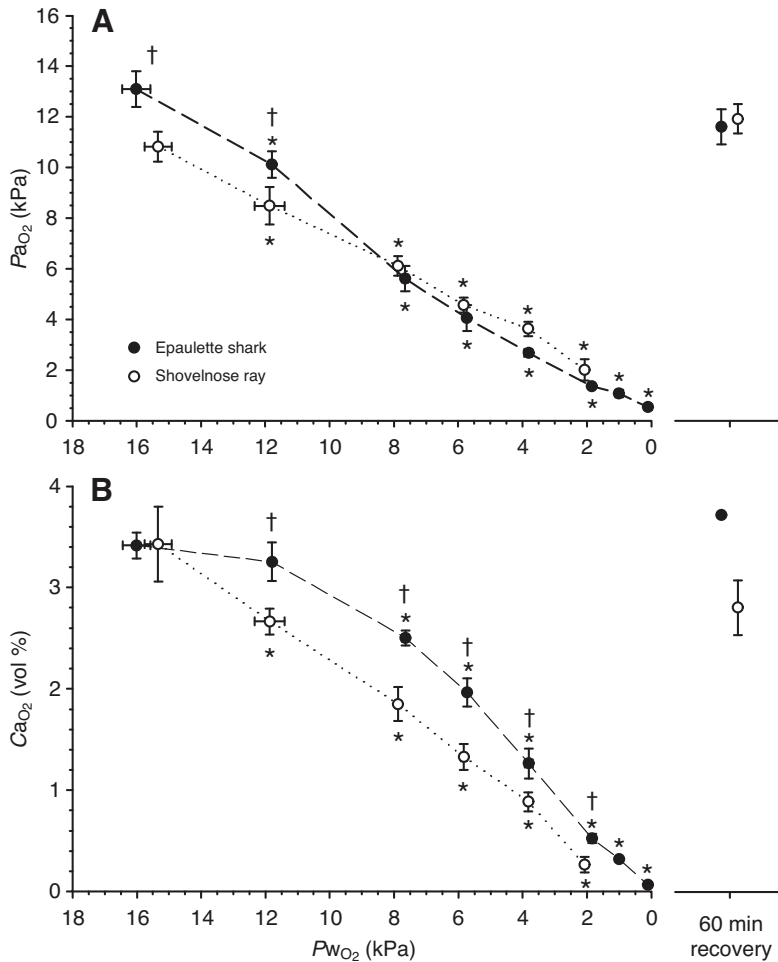 A
† † * * * * * * * * * * * *
16
14
12
10
8
6
4
2
0
PaO2 (kPa)
Epaulette shark
Shovelnose ray
18 16 14 12 10 8 6 4 2 0
B
† † † † † * * * * * * * * * * *
4
3
2
1
0
CaO2 (vol %)
18 16 14 12 10 8 6 4 2 0
PwO2 (kPa)
60 min
recovery